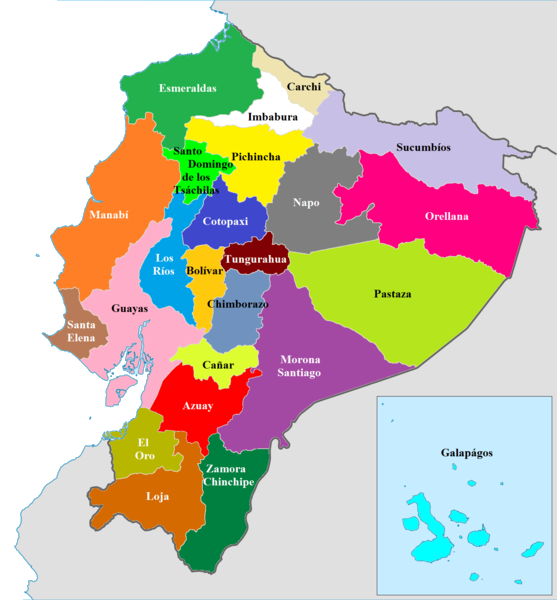 Carchi
Esmeraldas
Imbabura
Sucumbíos
Santo
Domingo
de los
Tsáchilas
Pichincha
Napo
Orellana
Manabí
Cotopaxi
Los
Ríos
Bolívar
Tungurahua
Pastaza
Guayas
Chimborazo
Santa
Elena
Cañar
Morona
Santiago
Azuay
El
Oro
Zamora
Chinchipe
Loja
Galapágos